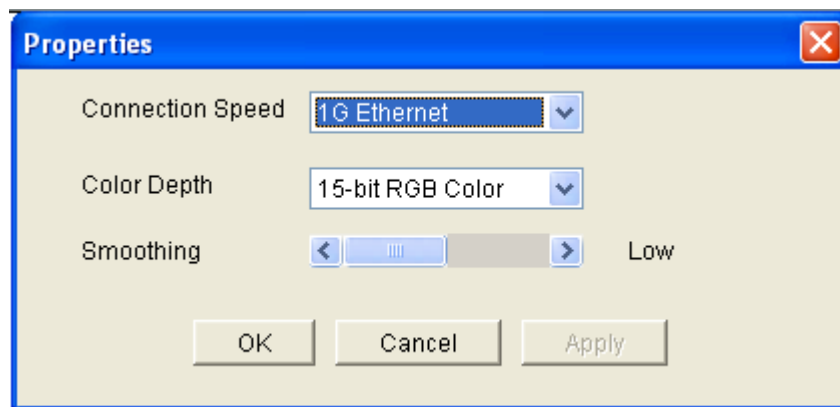 Properties
Connection Speed 1G Ethernet
Color Depth 15-bit RGB Color
Smoothing Low
OK Cancel Apply